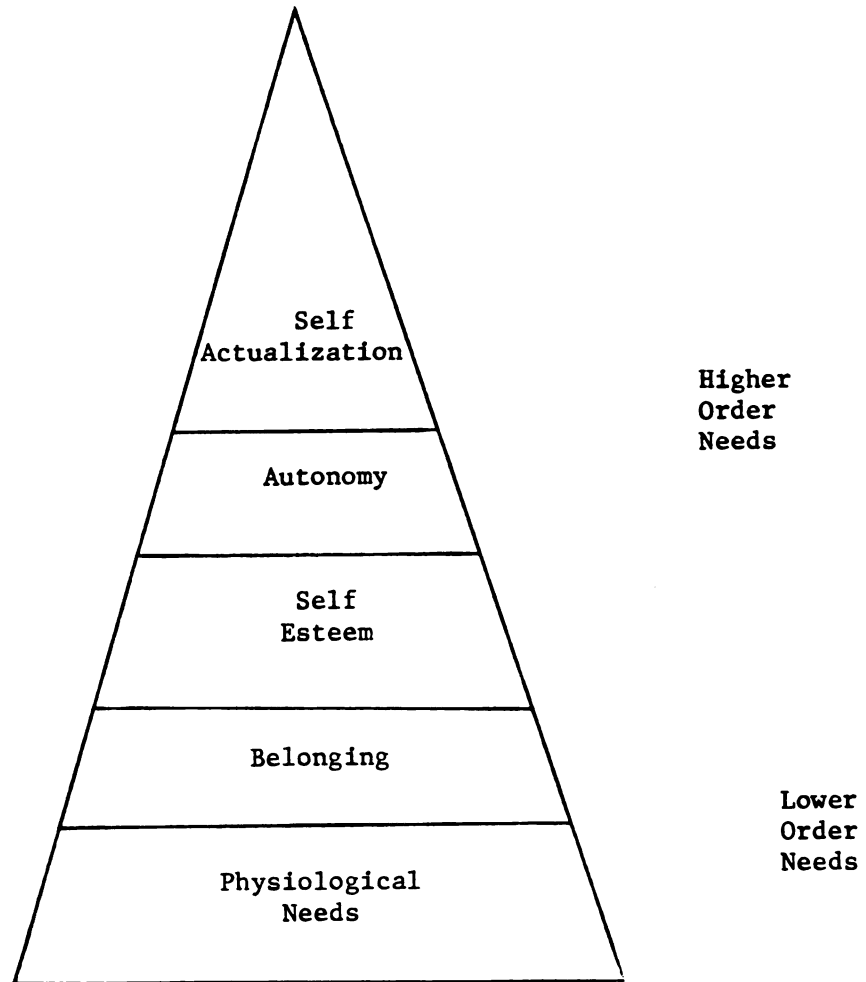 Self
Actualization
Higher
Order
Needs
Autonomy
Self
Esteem
Belonging
Lower
Order
Needs
Physiological
Needs